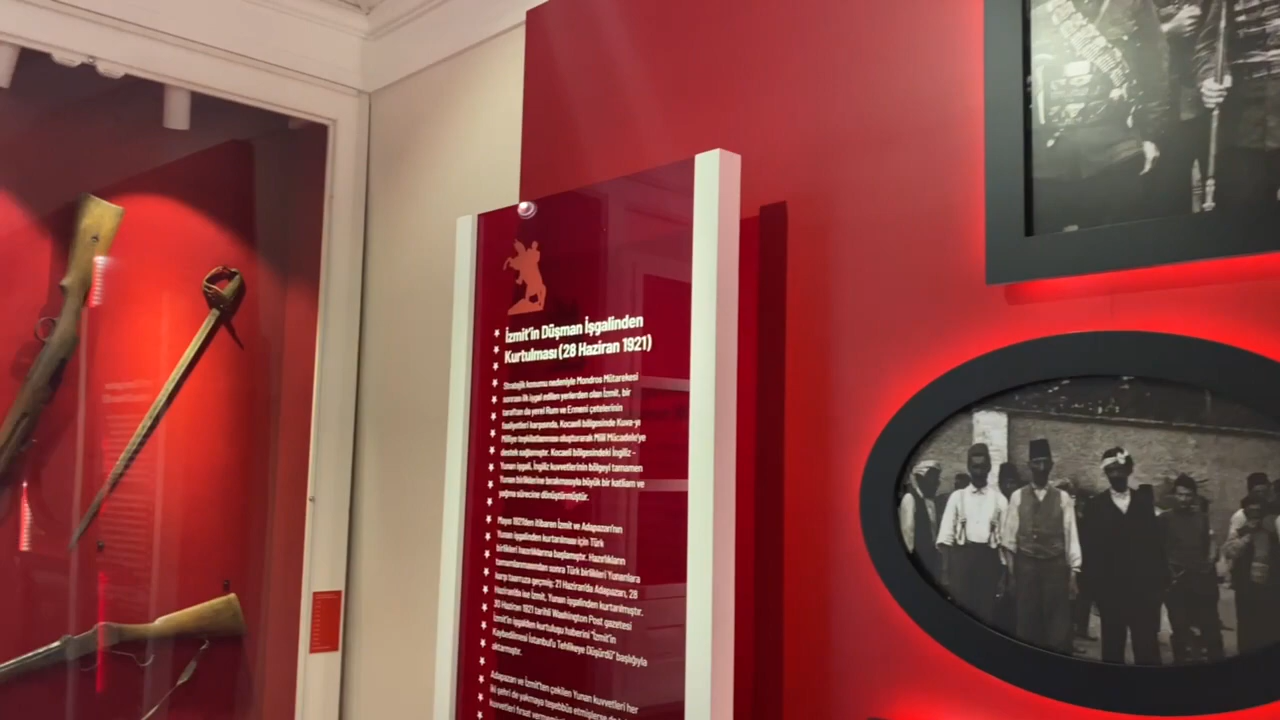 İzmit'in Düşman İşgalinden
Kurtulması (28 Haziran 1921)
Stratejik konumu nedeniyle Mondros Mütarekesi
sonrası ilk işgal edilen yerlerden olan İzmit, bir
taraftan da yerel Rum ve Ermeni çetelerinin
faaliyetleri karşısında, Kocaeli bölgesinde Kuva-yı
Milliye teşkilatlanması oluşturarak Milli Mücadele'ye
destek sağlamıştır. Kocaeli bölgesindeki İngiliz -
Yunan işgali, İngiliz kuvvetlerinin bölgeyi tamamen
Yunan birliklerine bırakmasıyla büyük bir katliam ve
yağma sürecine dönüştürmüştür.
Mayıs 1921'den itibaren İzmit ve Adapazarı'nın
Yunan işgalinden kurtarılması için Türk
birlikleri hazırlıklarına başlamıştır. Hazırlıkların
tamamlanmasından sonra Türk birlikleri Yunanlara
karşı taarruza geçmiş; 21 Haziran'da Adapazarı, 28
Haziran'da ise İzmit, Yunan işgalinden kurtarılmıştır.
30 Haziran 1921 tarihli Washington Post gazetesi
İzmit'in işgalden kurtuluşu haberini "İzmit'in
Kaybedilmesi İstanbul'u Tehlikeye Düşürdü" başlığıyla
aktarmıştır.
Adapazarı ve İzmit'ten çekilen Yunan kuvvetleri her
iki şehri de yakmaya teşebbüs etmişlerse de
kuvvetleri fırsat